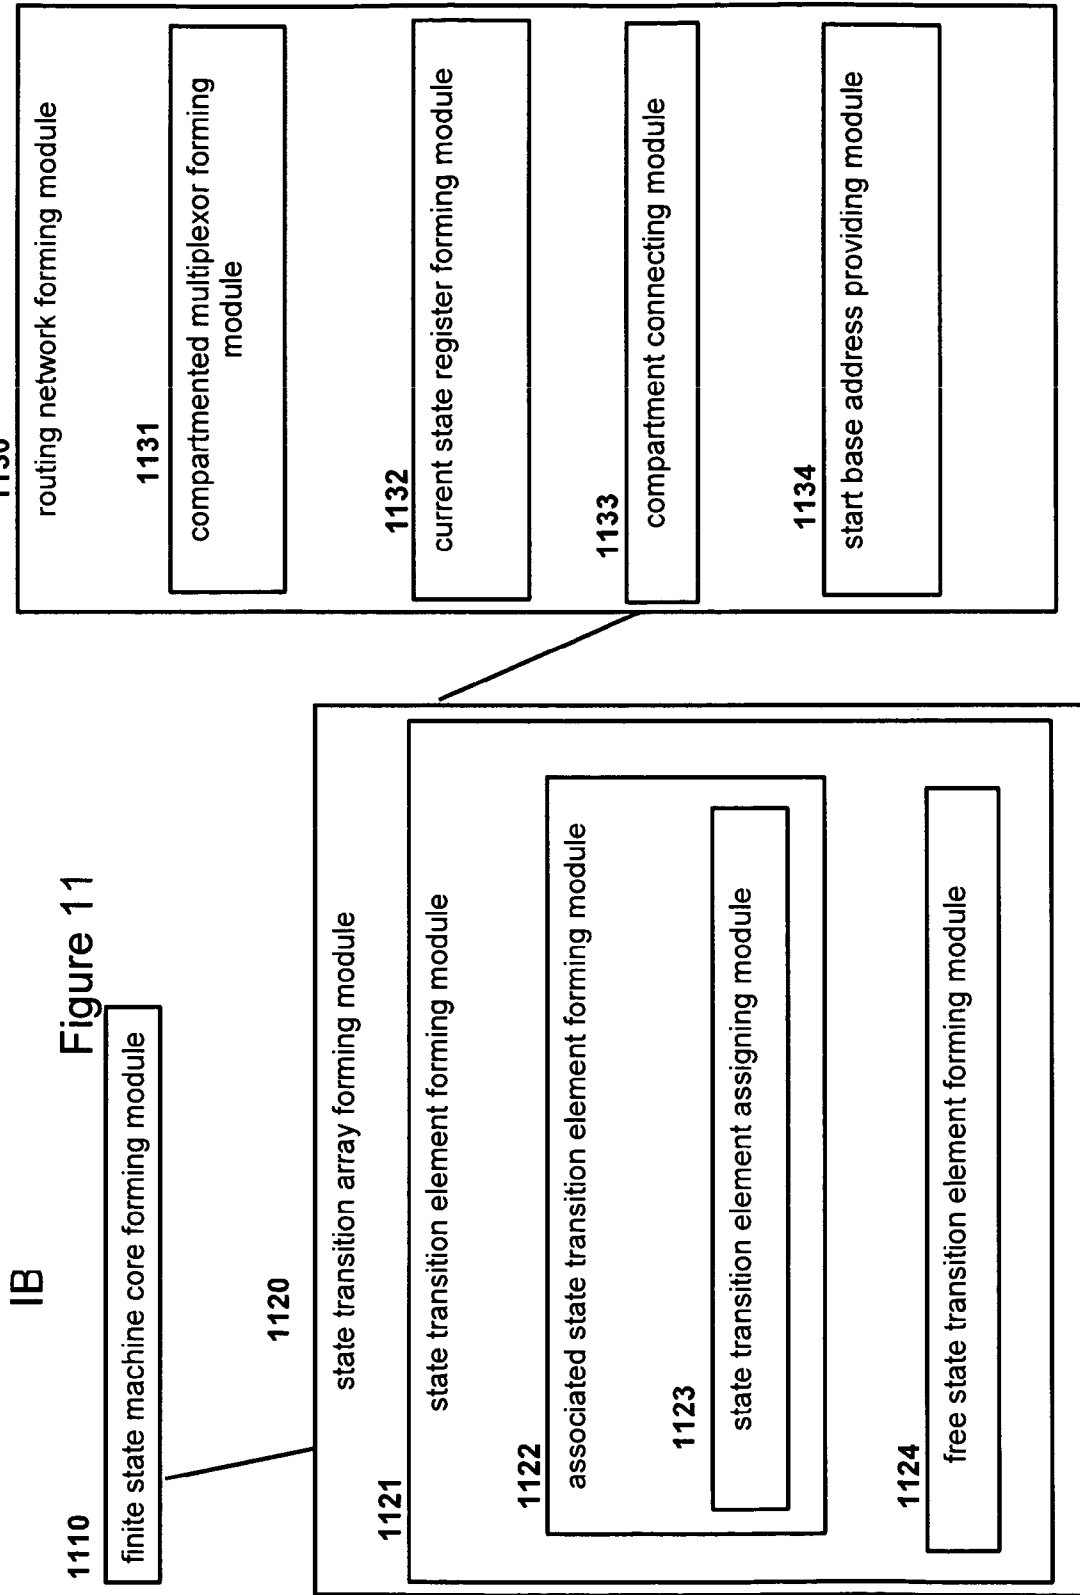 IB
Figure 11
1110
finite state machine core forming module
1120
state transition array forming module
1121
state transition element forming module
1122
associated state transition element forming module
1123
state transition element assigning module
1124
free state transition element forming module
routing network forming module
1131
compartmented multiplexor forming
module
1132
current state register forming module
1133
compartment connecting module
1134
start base address providing module